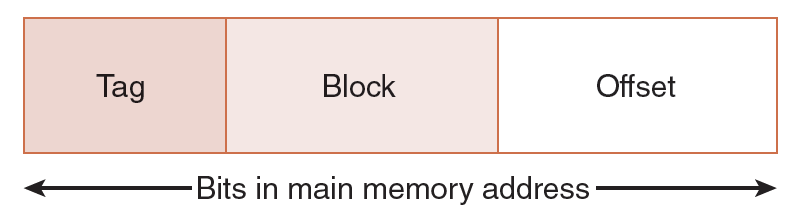 Tag Block Offset
Bits in main memory address